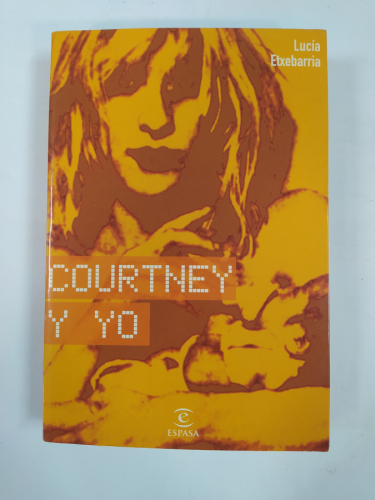 Lucía
Etxebarria
COURTNEY
Y YO
e
ESPASA